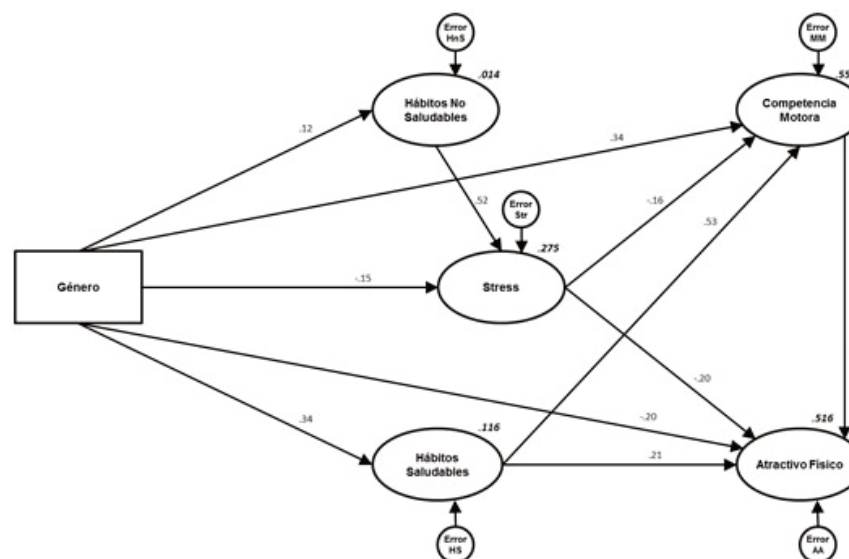 Error
HnS
Error
MM
.014
.55
Hábitos No
Saludables
Competencia
Motora
.12
.34
.52
Error
Str
-.16
.53
.275
Género
-.15
Stress
.34
-.20
-.20
.116
.516
Hábitos
Saludables
.21
Atractivo Físico
Error
HS
Error
AA